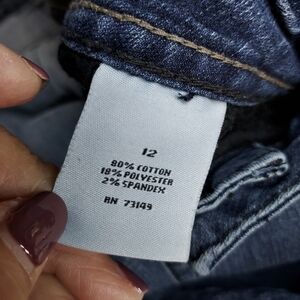 12
80% COTTON
18% POLYESTER
2% SPANDEX
RN 73149